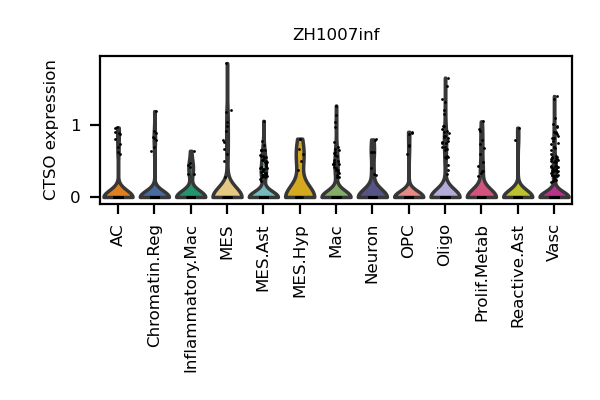 ZH1007inf
CTSO expression
1
0
AC
Chromatin.Reg
Inflammatory.Mac
MES
MES.Ast
MES.Hyp
Mac
Neuron
OPC
Oligo
Prolif.Metab
Reactive.Ast
Vasc